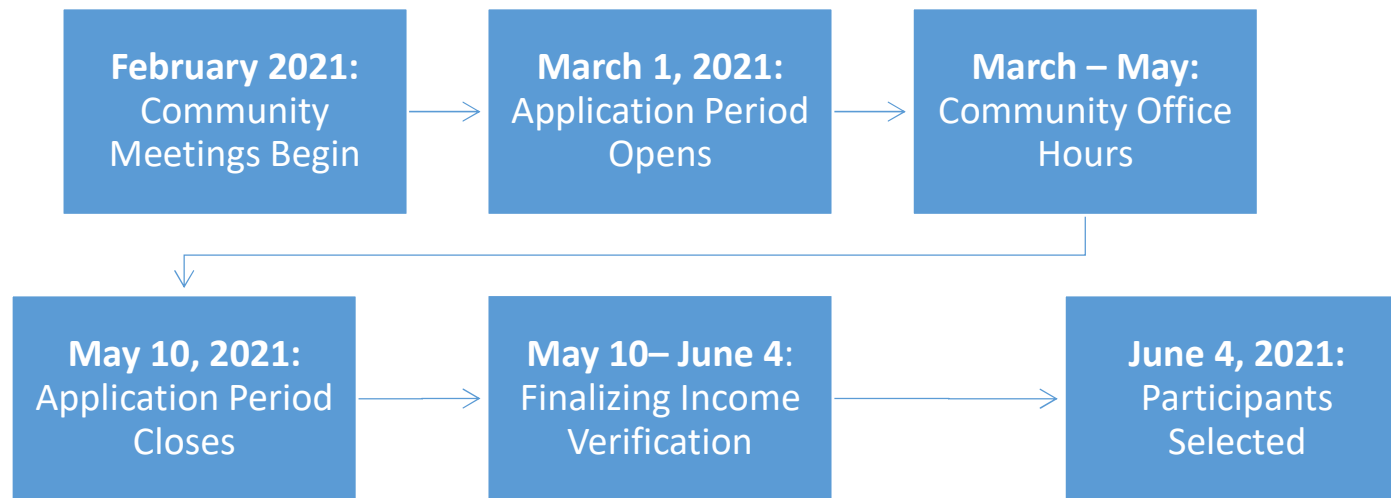 February 2021:
Community
Meetings Begin
March 1, 2021:
Application Period
Opens
March – May:
Community Office
Hours
May 10, 2021:
Application Period
Closes
May 10– June 4:
Finalizing Income
Verification
June 4, 2021:
Participants
Selected